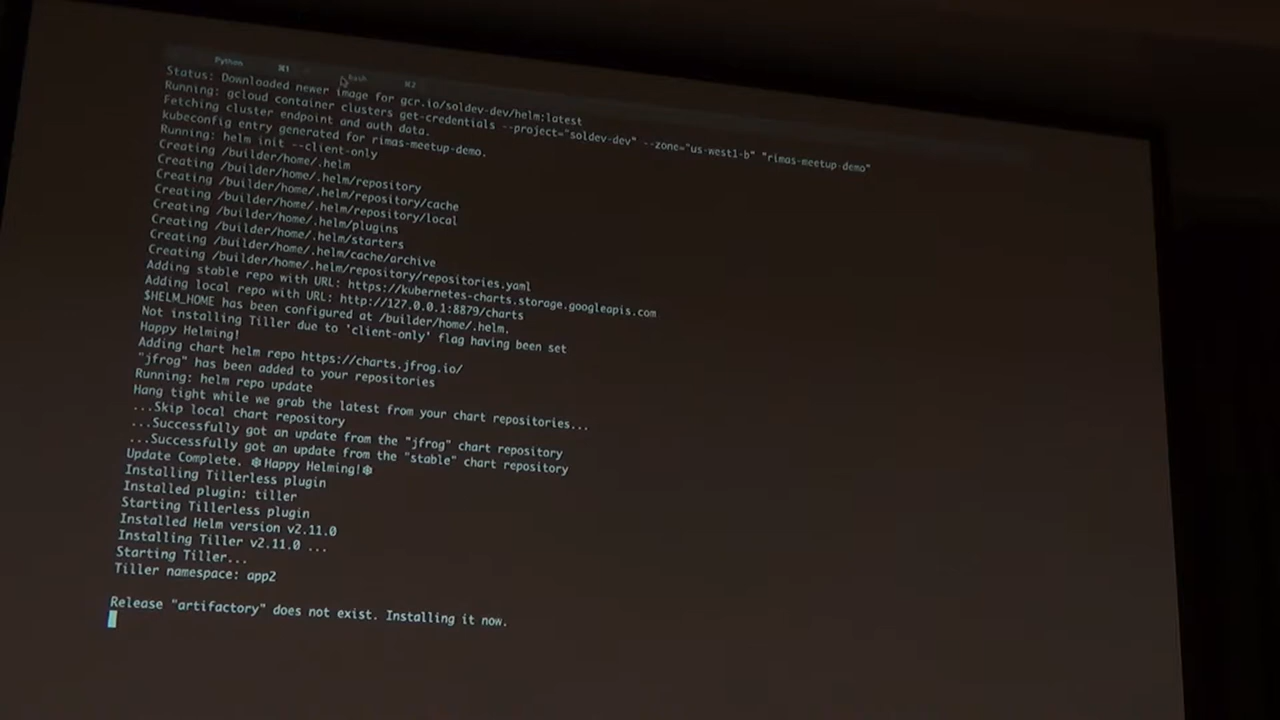 Python ⌘1 bash ⌘2
Status: Downloaded newer image for gcr.io/soldev-dev/helm:latest
Running: gcloud container clusters get-credentials --project="soldev-dev" --zone="us-west1-b" "rimas-meetup-demo"
Fetching cluster endpoint and auth data.
kubeconfig entry generated for rimas-meetup-demo.
Running: helm init --client-only
Creating /builder/home/.helm
Creating /builder/home/.helm/repository
Creating /builder/home/.helm/repository/cache
Creating /builder/home/.helm/repository/local
Creating /builder/home/.helm/plugins
Creating /builder/home/.helm/starters
Creating /builder/home/.helm/cache/archive
Creating /builder/home/.helm/repository/repositories.yaml
Adding stable repo with URL: https://kubernetes-charts.storage.googleapis.com
Adding local repo with URL: http://127.0.0.1:8879/charts
$HELM_HOME has been configured at /builder/home/.helm.
Not installing Tiller due to 'client-only' flag having been set
Happy Helming!
Adding chart helm repo https://charts.jfrog.io/
"jfrog" has been added to your repositories
Running: helm repo update
Hang tight while we grab the latest from your chart repositories...
...Skip local chart repository
...Successfully got an update from the "jfrog" chart repository
...Successfully got an update from the "stable" chart repository
Update Complete. ⎈Happy Helming!⎈
Installing Tillerless plugin
Installed plugin: tiller
Starting Tillerless plugin
Installed Helm version v2.11.0
Installing Tiller v2.11.0 ...
Starting Tiller...
Tiller namespace: app2
Release "artifactory" does not exist. Installing it now.